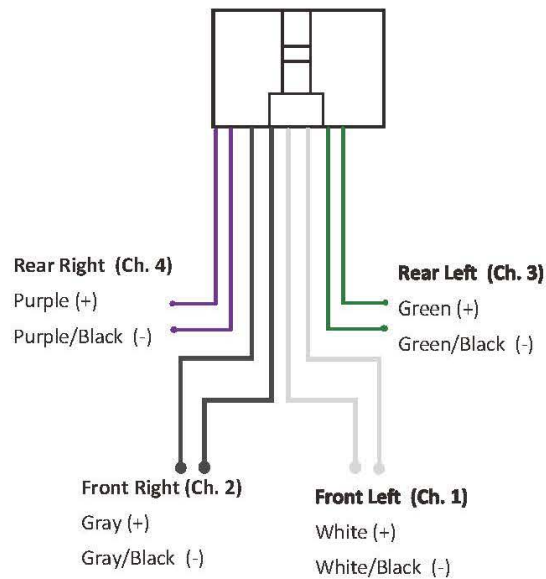 Rear Right (Ch. 4)
Purple (+)
Purple/Black (-)
Rear Left (Ch. 3)
Green (+)
Green/Black (-)
Front Right (Ch. 2)
Gray (+)
Gray/Black (-)
Front Left (Ch. 1)
White (+)
White/Black (-)